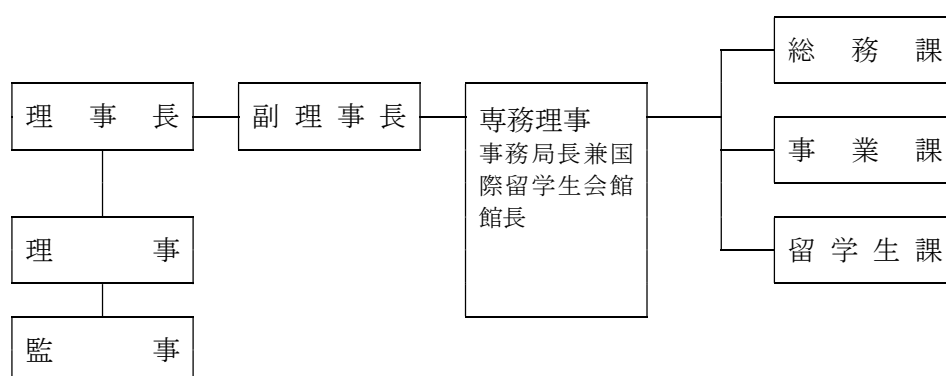 総務課
理事長
副理事長
専務理事
事務局長兼国
際留学生会館
館長
事業課
理事
留学生課
監事